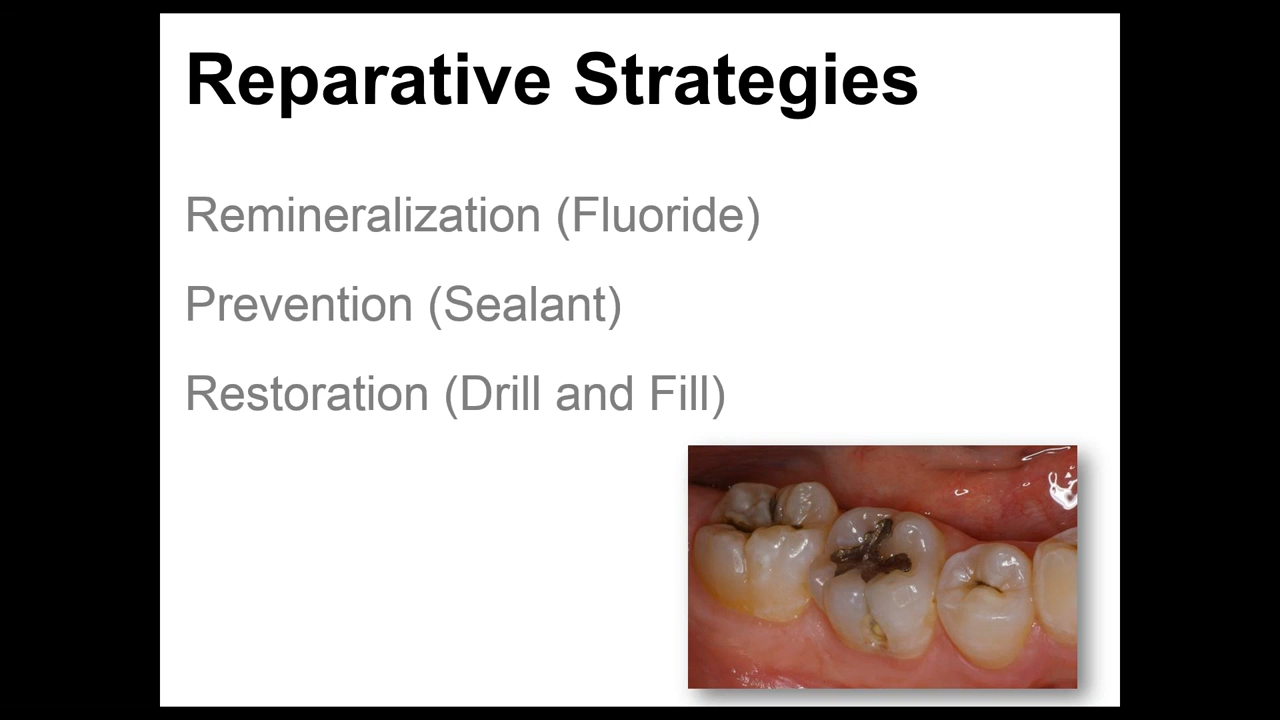 Reparative Strategies
Remineralization (Fluoride)
Prevention (Sealant)
Restoration (Drill and Fill)